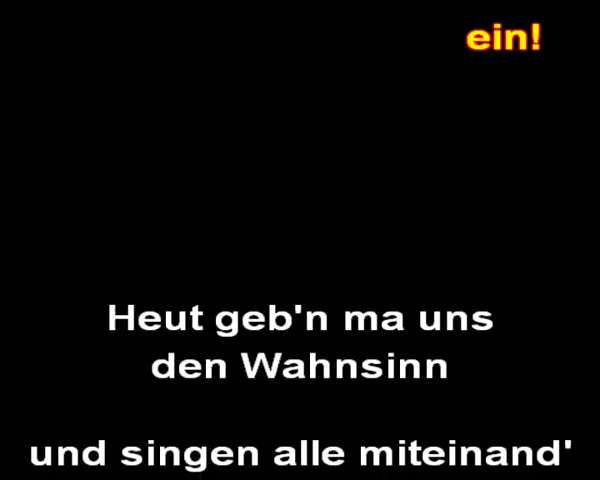 ein!
Heut geb'n ma uns
den Wahnsinn
und singen alle miteinand'